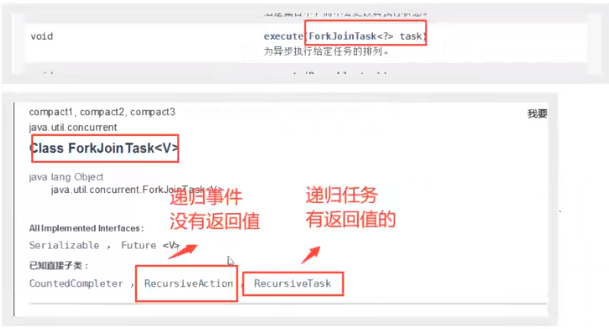 void execute(ForkJoinTask<?> task)
为异步执行给定任务的排列。
compact1, compact2, compact3
我要
java.util.concurrent
Class ForkJoinTask<V>
java.lang.Object
java.util.concurrent.ForkJoinTask<V>
递归事件
没有返回值
递归任务
有返回值的
All Implemented Interfaces:
Serializable , Future <V>
已知直接子类：
CountedCompleter , RecursiveAction , RecursiveTask